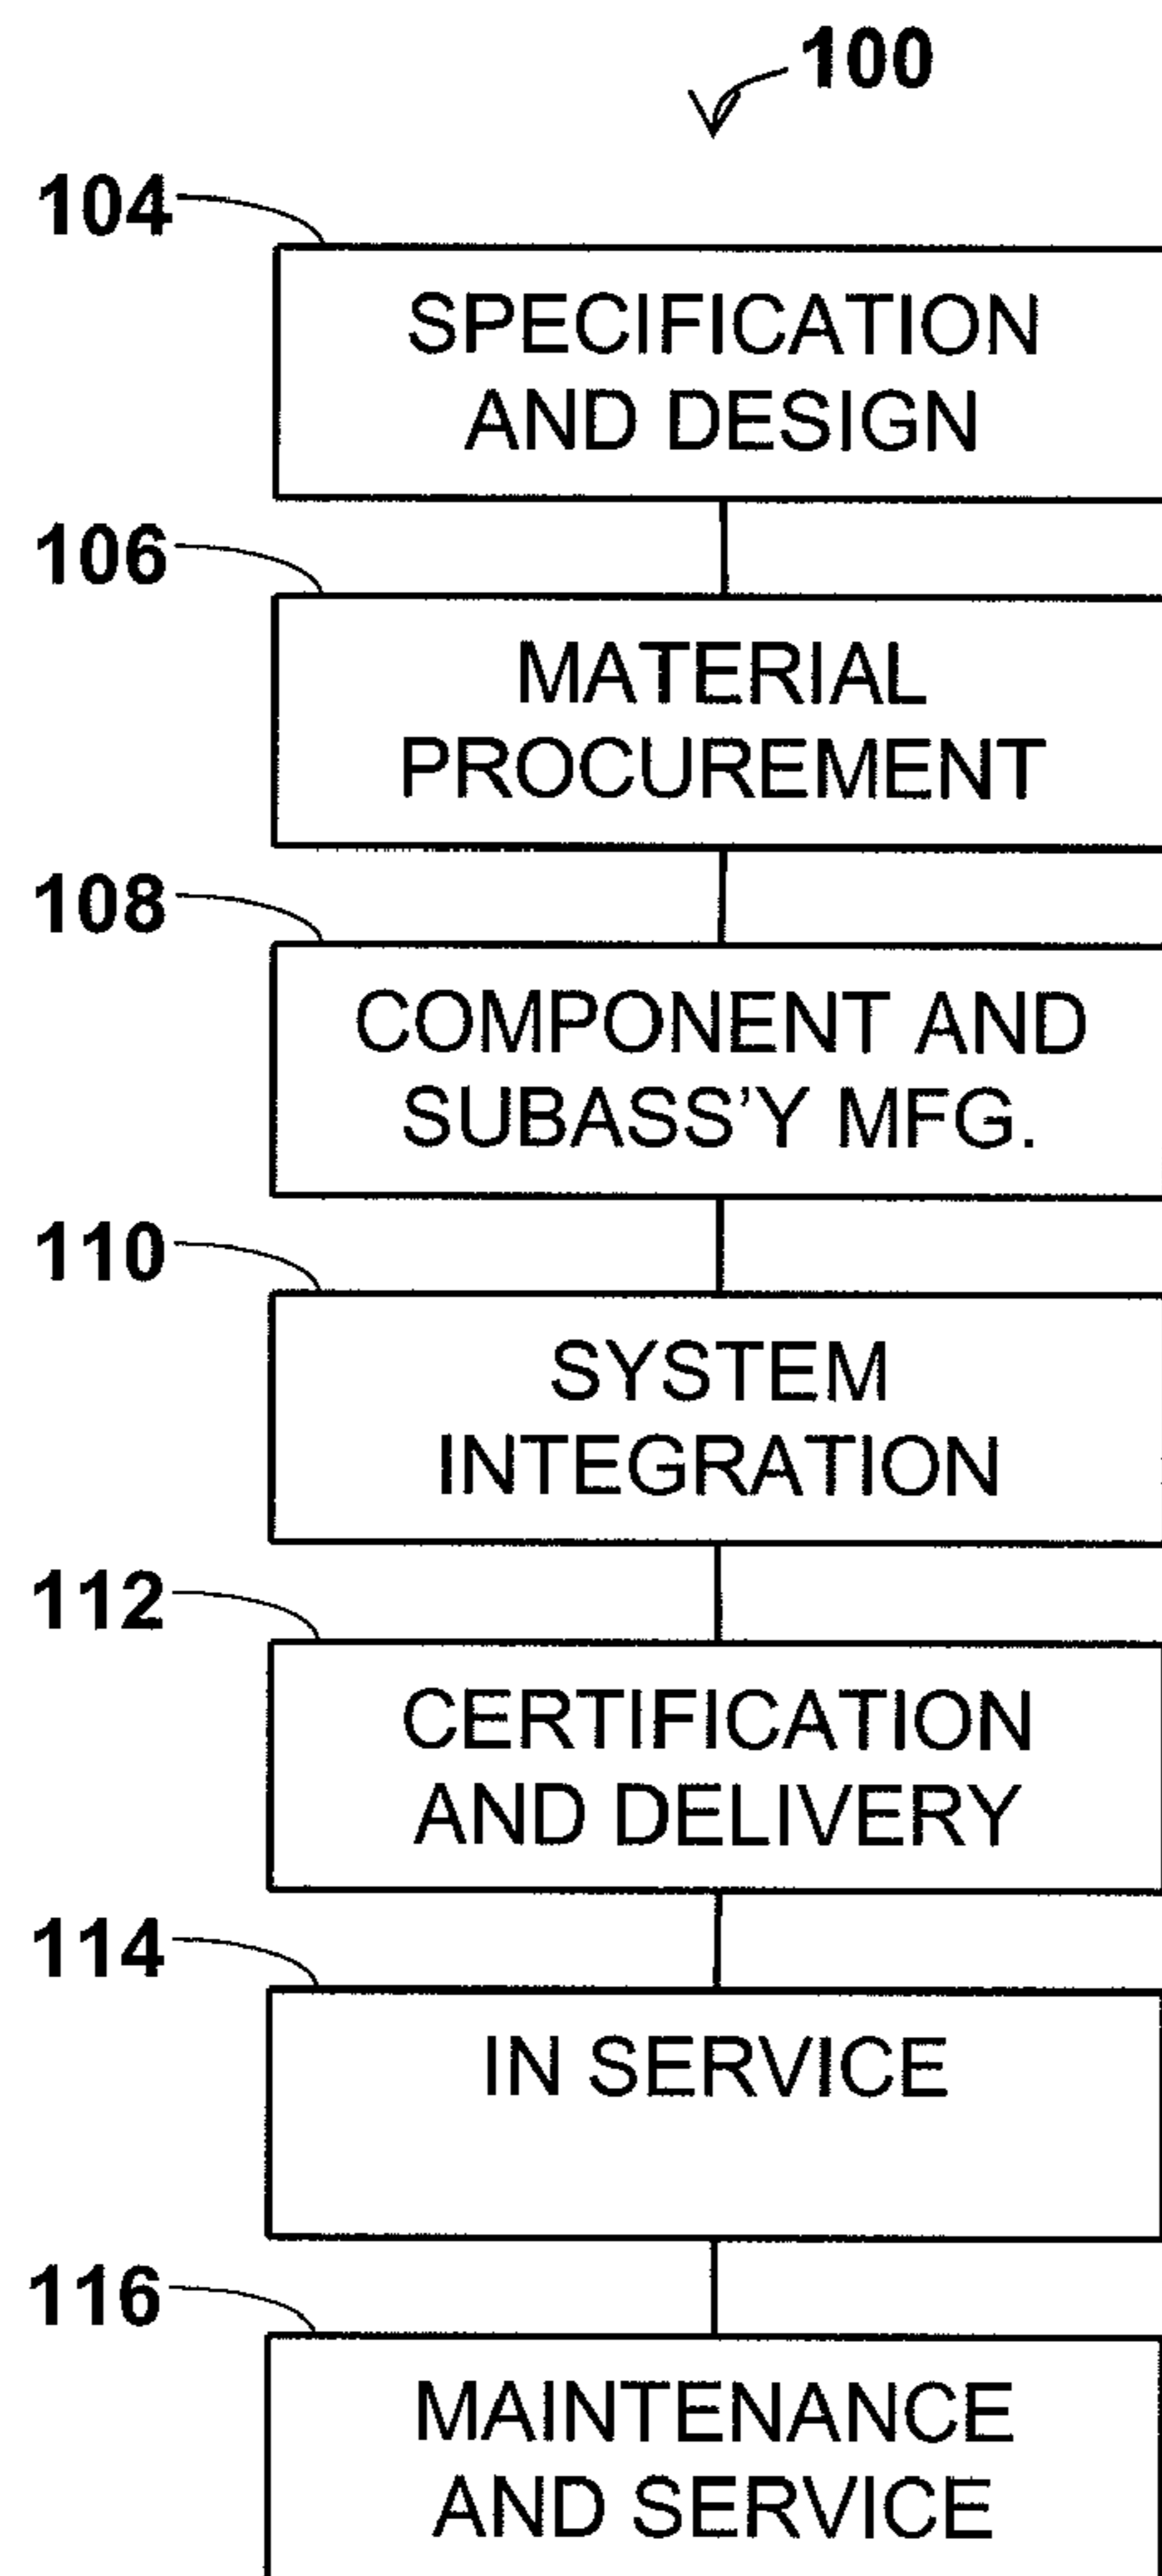 100
104
SPECIFICATION
AND DESIGN
106
MATERIAL
PROCUREMENT
108
COMPONENT AND
SUBASS’Y MFG.
110
SYSTEM
INTEGRATION
112
CERTIFICATION
AND DELIVERY
114
IN SERVICE
116
MAINTENANCE
AND SERVICE